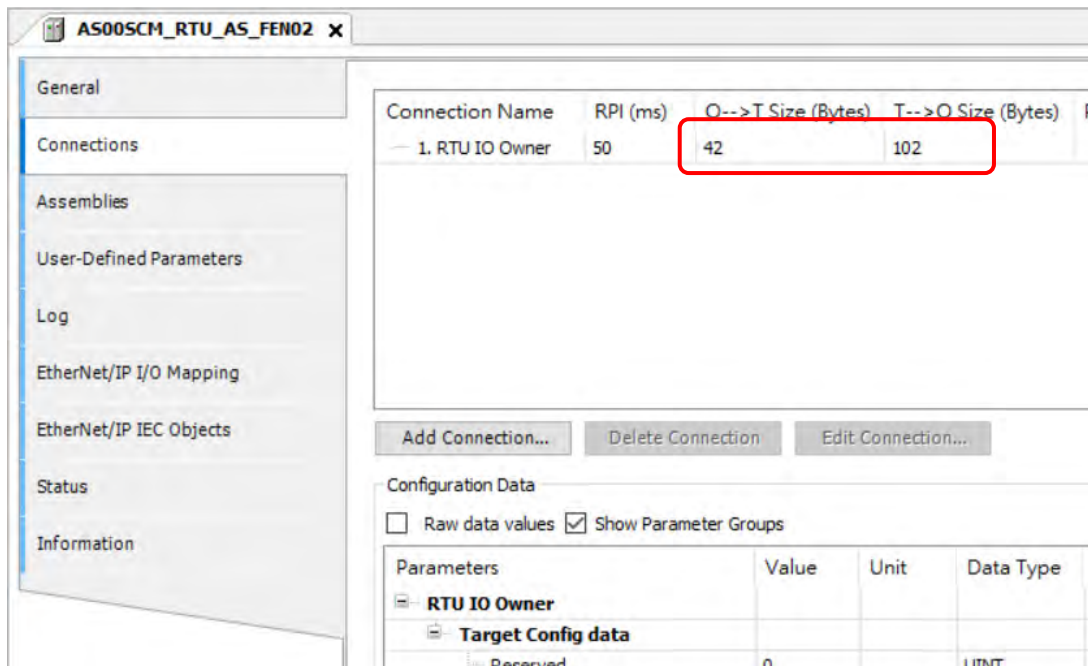 AS00SCM_RTU_AS_FEN02 x
General
Connections
Assemblies
User-Defined Parameters
Log
EtherNet/IP I/O Mapping
EtherNet/IP IEC Objects
Status
Information
Connection Name RPI (ms) O-->T Size (Bytes) T-->O Size (Bytes)
1. RTU IO Owner 50 42 102
Add Connection... Delete Connection Edit Connection...
Configuration Data
Raw data values Show Parameter Groups
Parameters Value Unit Data Type
RTU IO Owner
Target Config data
Reserved 0 UINT